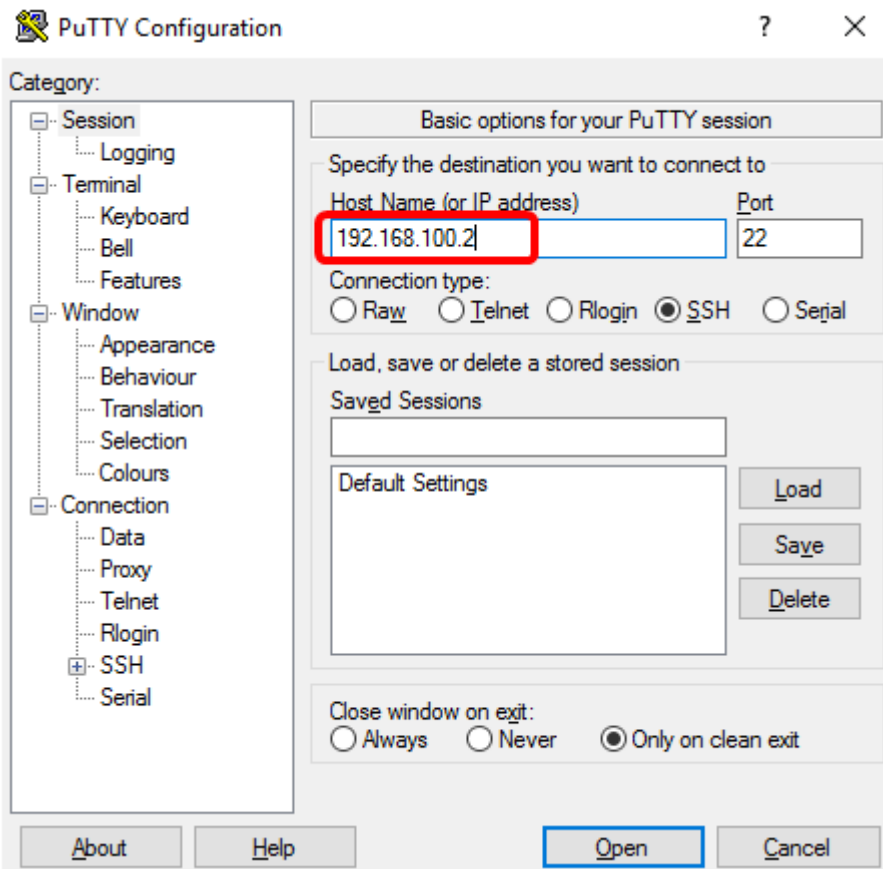 PuTTY Configuration
?
Category:
Session
Logging
Terminal
Keyboard
Bell
Features
Window
Appearance
Behaviour
Translation
Selection
Colours
Connection
Data
Proxy
Telnet
Rlogin
SSH
Serial
Basic options for your PuTTY session
Specify the destination you want to connect to
Host Name (or IP address) Port
192.168.100.2 22
Connection type:
Raw Telnet Rlogin SSH Serial
Load, save or delete a stored session
Saved Sessions
Default Settings
Load
Save
Delete
Close window on exit:
Always Never Only on clean exit
About Help Open Cancel